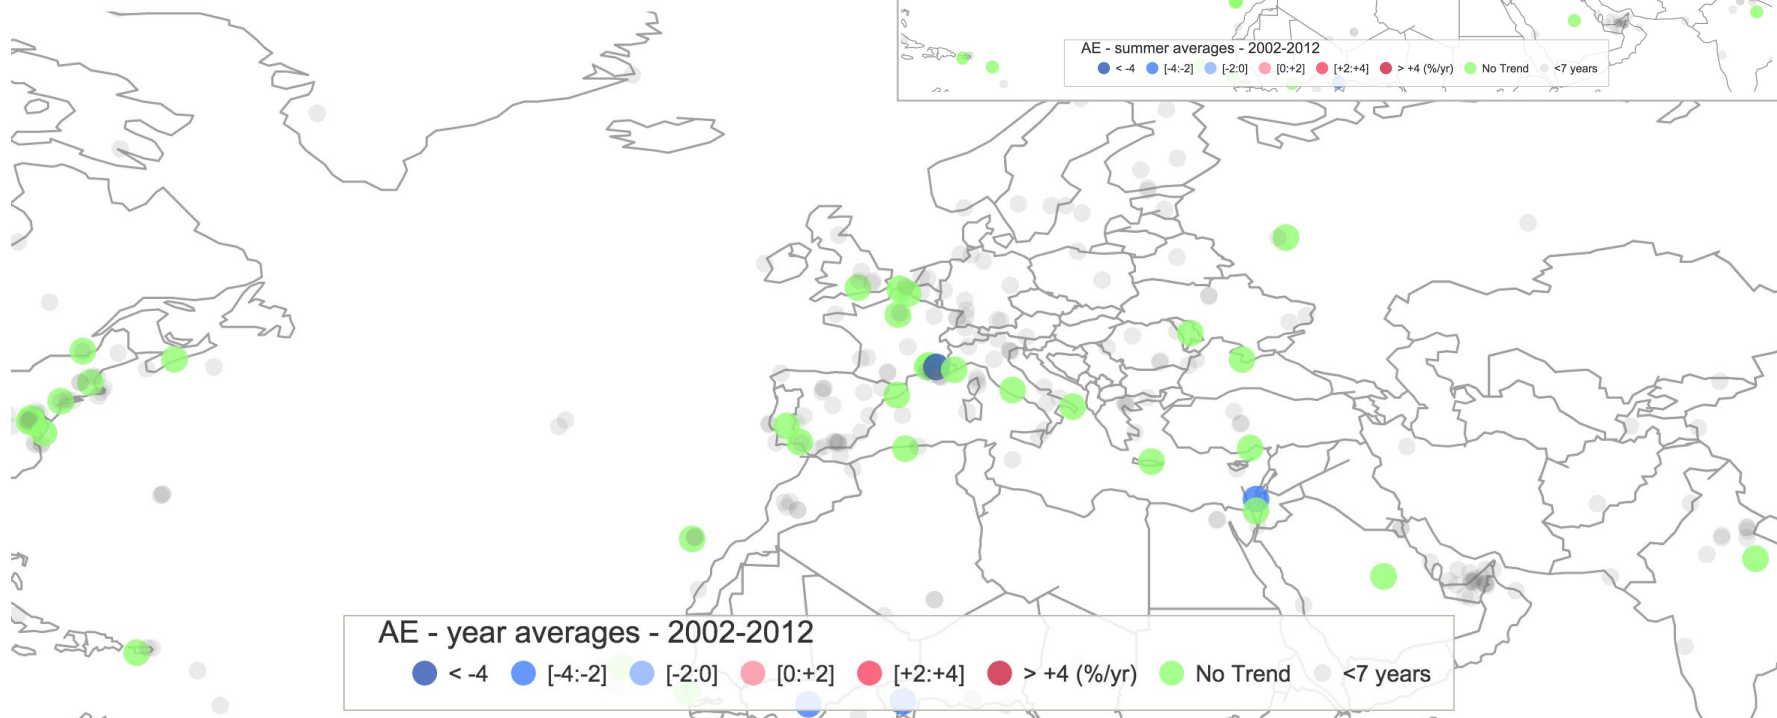 AE - summer averages - 2002-2012
< -4 [-4:-2] [-2:0] [0:+2] [+2:+4] > +4 (%/yr) No Trend <7 years
AE - year averages - 2002-2012
< -4 [-4:-2] [-2:0] [0:+2] [+2:+4] > +4 (%/yr) No Trend <7 years